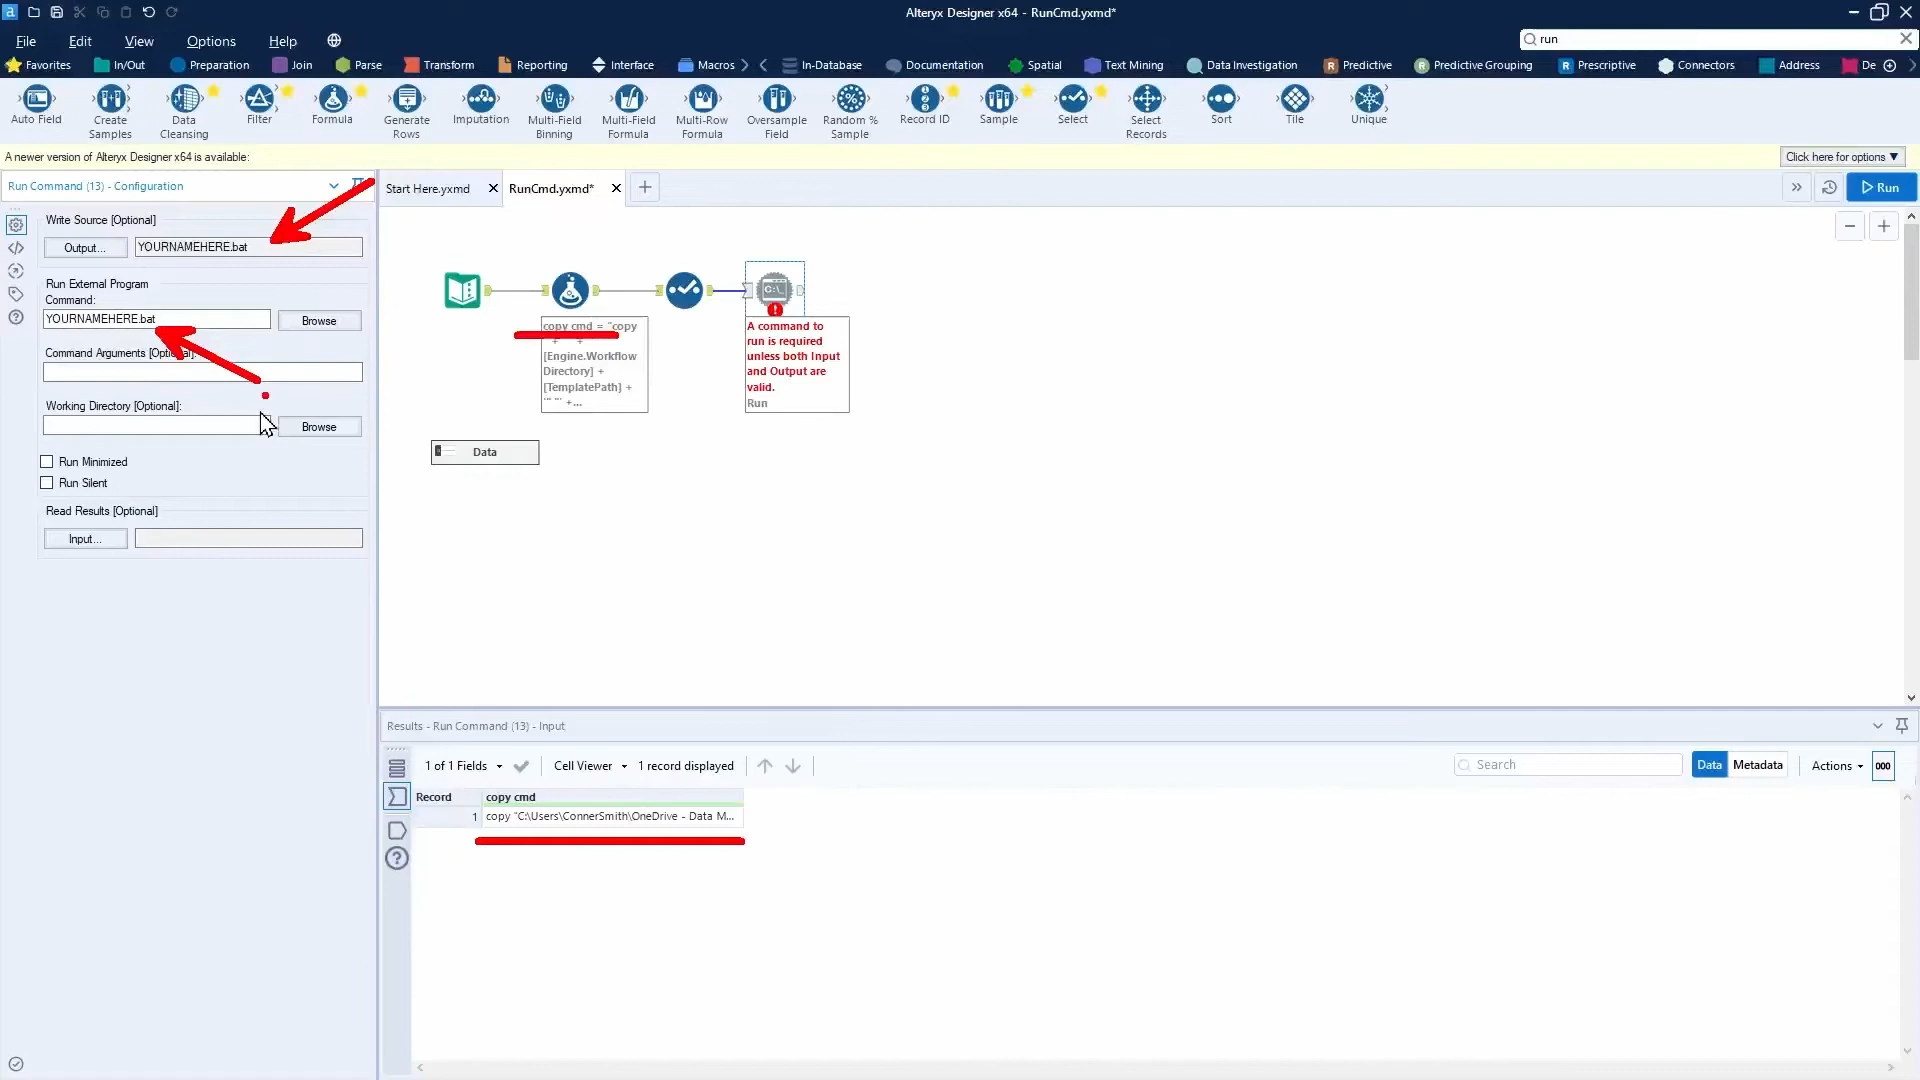 a
Alteryx Designer x64 - RunCmd.yxmd*
File Edit View Options Help
run
Favorites In/Out Preparation Join Parse Transform Reporting Interface Macros In-Database Documentation Spatial Text Mining Data Investigation Predictive Predictive Grouping Prescriptive Connectors Address De
Auto Field
Create
Samples
Data
Cleansing
Filter
Formula
Generate
Rows
Imputation
Multi-Field
Binning
Multi-Field
Formula
Multi-Row
Formula
Oversample
Field
Random %
Sample
Record ID
Sample
Select
Select
Records
Sort
Tile
Unique
A newer version of Alteryx Designer x64 is available:
Click here for options ▼
Run Command (13) - Configuration
Start Here.yxmd
RunCmd.yxmd*
Run
Write Source [Optional]
Output...
YOURNAMEHERE.bat
Run External Program
Command:
YOURNAMEHERE.bat
Browse
Command Arguments [Optional]:
Working Directory [Optional]:
Browse
Run Minimized
Run Silent
Read Results [Optional]
Input...
C:\_
copy cmd = "copy
[Engine.Workflow
Directory] +
[TemplatePath] +
'" "' +...
A command to
run is required
unless both Input
and Output are
valid.
Run
Data
Results - Run Command (13) - Input
1 of 1 Fields Cell Viewer 1 record displayed
Search
Data Metadata Actions 000
Record copy cmd
1 copy "C:\Users\ConnerSmith\OneDrive - Data M...